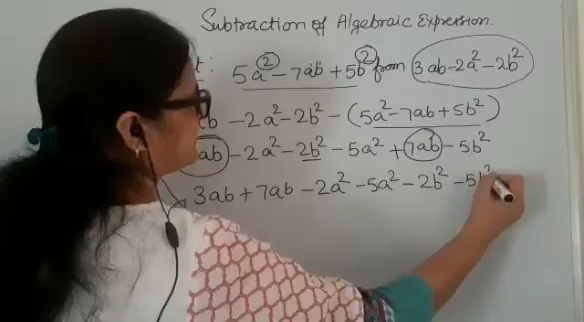 Subtraction of Algebraic Expression.
t: 5a² - 7ab + 5b² from 3ab - 2a² - 2b²
b - 2a² - 2b² - (5a² - 7ab + 5b²)
ab - 2a² - 2b² - 5a² + 7ab - 5b²
3ab + 7ab - 2a² - 5a² - 2b² - 5b²